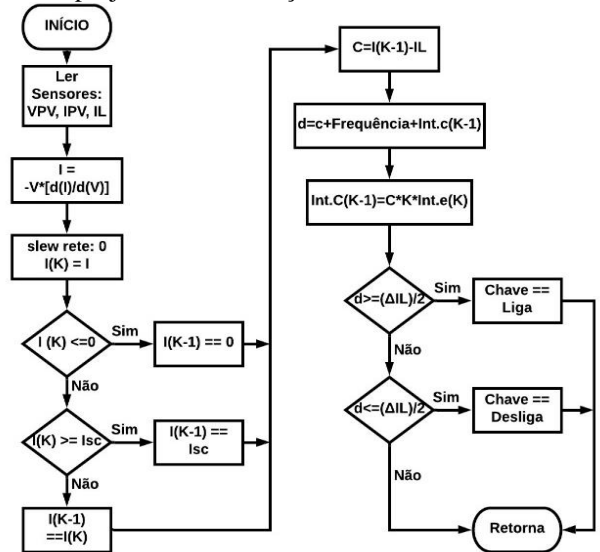 INÍCIO
Ler
Sensores:
VPV, IPV, IL
I =
-V*[d(I)/d(V)]
slew rete: 0
I(K) = I
I (K) <=0
Sim
I(K-1) == 0
Não
I(K) >= Isc
Sim
I(K-1) ==
Isc
Não
I(K-1)
==I(K)
C=I(K-1)-IL
d=c+Frequência+Int.c(K-1)
Int.C(K-1)=C*K*Int.e(K)
d>=(ΔIL)/2
Sim
Chave ==
Liga
Não
d<=(ΔIL)/2
Sim
Chave ==
Desliga
Não
Retorna